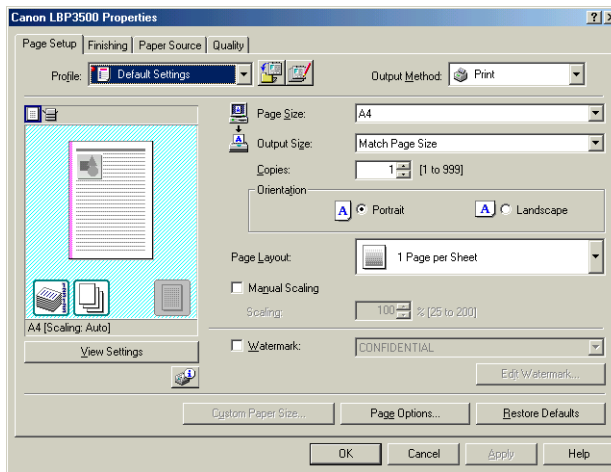 Canon LBP3500 Properties
Page Setup Finishing Paper Source Quality
Profile: Default Settings Output Method: Print
Page Size: A4
Output Size: Match Page Size
Copies: 1 [1 to 999]
Orientation
A Portrait A Landscape
Page Layout: 1 Page per Sheet
Manual Scaling
Scaling: 100 % [25 to 200]
A4 [Scaling: Auto]
View Settings
Watermark: CONFIDENTIAL
Edit Watermark...
Custom Paper Size... Page Options... Restore Defaults
OK Cancel Apply Help